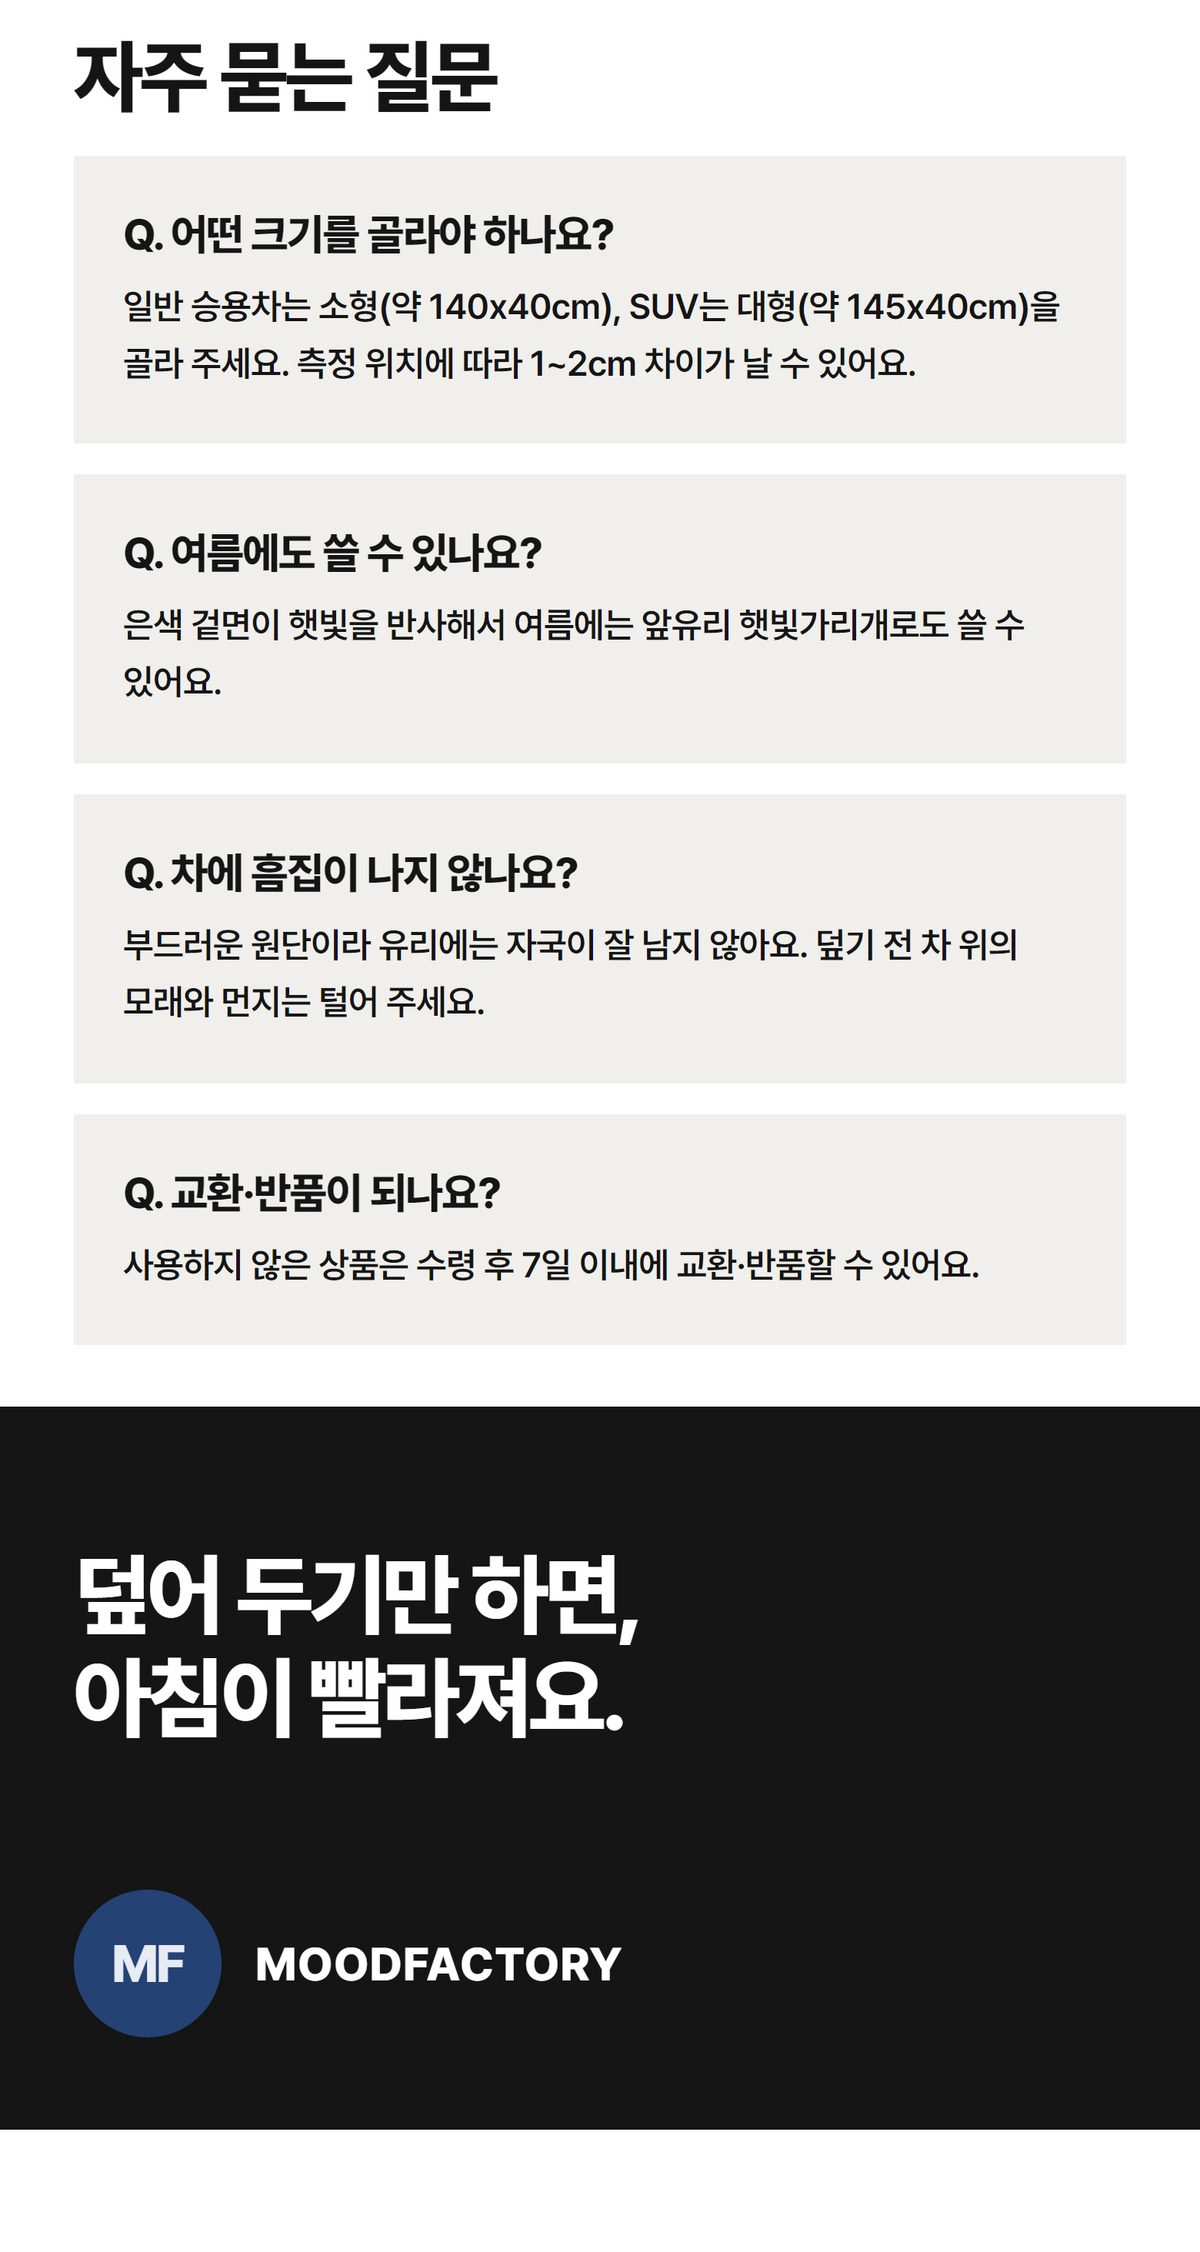 자주 묻는 질문
Q. 어떤 크기를 골라야 하나요?
일반 승용차는 소형(약 140x40cm), SUV는 대형(약 145x40cm)을
골라 주세요. 측정 위치에 따라 1~2cm 차이가 날 수 있어요.
Q. 여름에도 쓸 수 있나요?
은색 겉면이 햇빛을 반사해서 여름에는 앞유리 햇빛가리개로도 쓸 수
있어요.
Q. 차에 흠집이 나지 않나요?
부드러운 원단이라 유리에는 자국이 잘 남지 않아요. 덮기 전 차 위의
모래와 먼지는 털어 주세요.
Q. 교환·반품이 되나요?
사용하지 않은 상품은 수령 후 7일 이내에 교환·반품할 수 있어요.
덮어 두기만 하면,
아침이 빨라져요.
MF MOODFACTORY